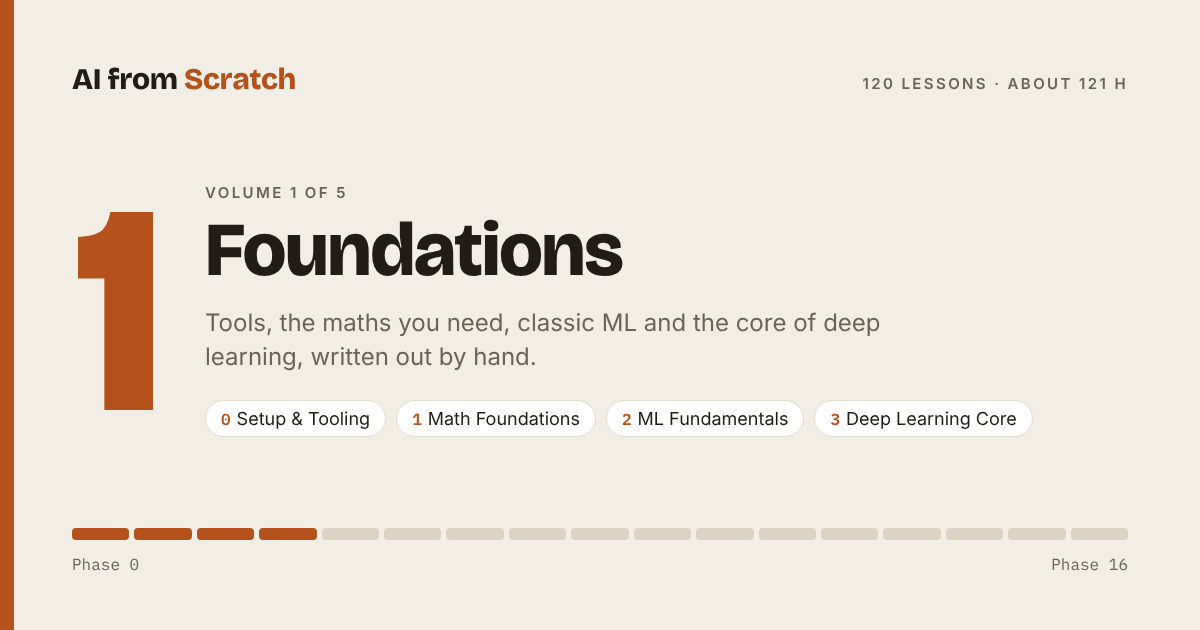 AI from Scratch
120 LESSONS · ABOUT 121 H
1
VOLUME 1 OF 5
Foundations
Tools, the maths you need, classic ML and the core of deep
learning, written out by hand.
0 Setup & Tooling
1 Math Foundations
2 ML Fundamentals
3 Deep Learning Core
Phase 0
Phase 16